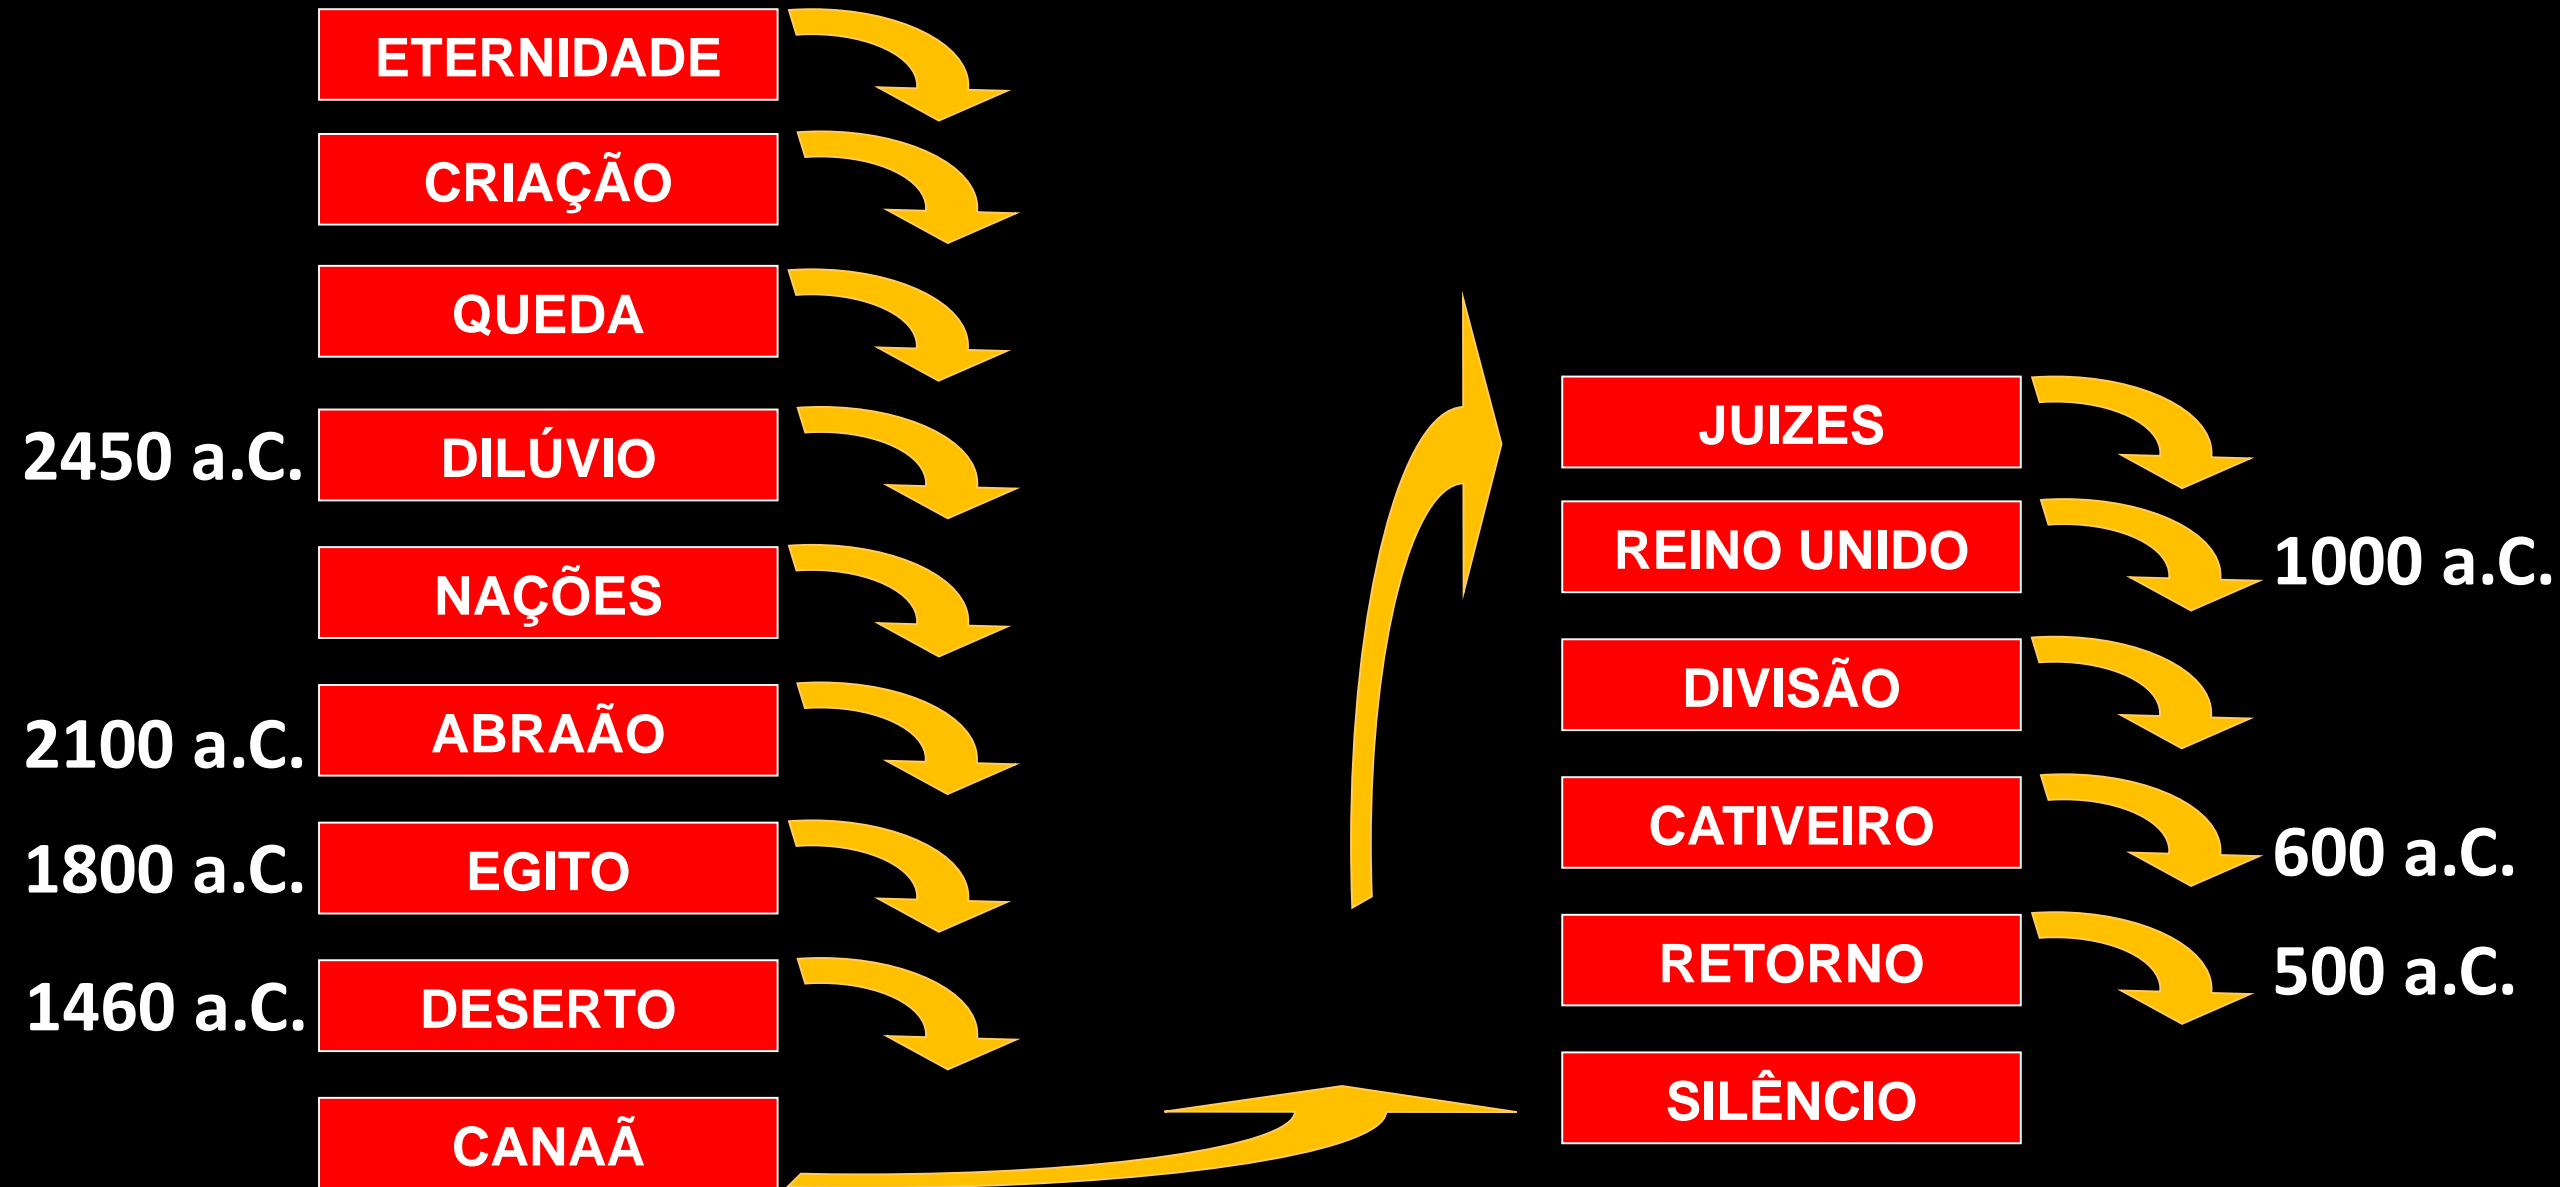 ETERNIDADE
CRIAÇÃO
QUEDA
2450 a.C. DILÚVIO
NAÇÕES
2100 a.C. ABRAÃO
1800 a.C. EGITO
1460 a.C. DESERTO
CANAÃ
JUIZES
REINO UNIDO 1000 a.C.
DIVISÃO
CATIVEIRO 600 a.C.
RETORNO 500 a.C.
SILÊNCIO